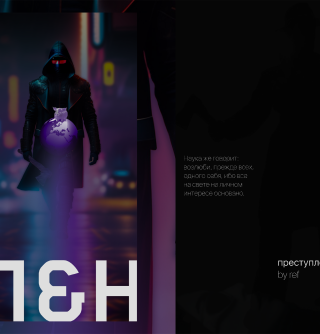 Наука же говорит:
возлюби, прежде всех,
одного себя, ибо все
на свете на личном
интересе основано.
преступл
by ref
П&Н